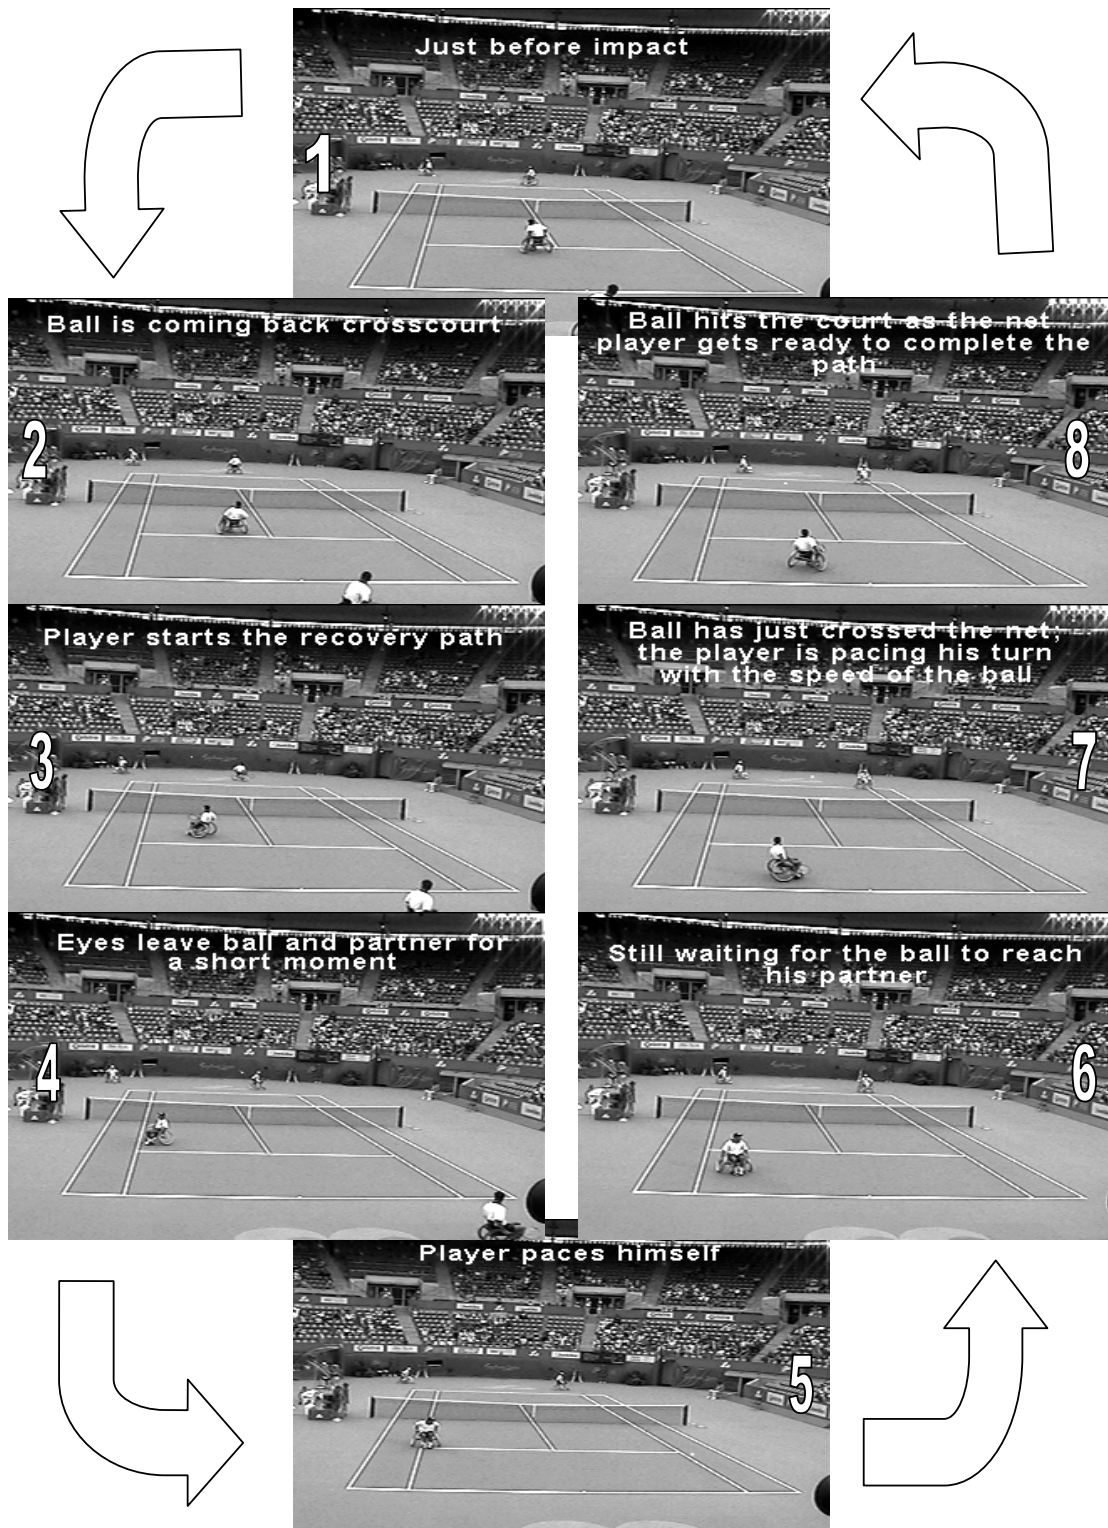 Just before impact
1
Ball is coming back crosscourt
2
Player starts the recovery path
3
Eyes leave ball and partner for
a short moment
4
Player paces himself
5
Still waiting for the ball to reach
his partner
6
Ball has just crossed the net;
the player is pacing his turn
with the speed of the ball
7
Ball hits the court as the net
player gets ready to complete the
path
8